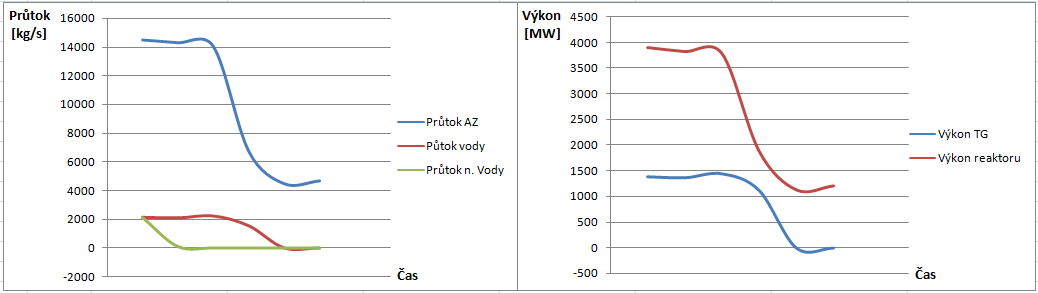 Průtok
[kg/s]
16000
14000
12000
10000
8000
6000
4000
2000
0
-2000
Čas
Průtok AZ
Půtok vody
Průtok n. Vody
Výkon
[MW]
4500
4000
3500
3000
2500
2000
1500
1000
500
0
-500
Čas
Výkon TG
Výkon reaktoru